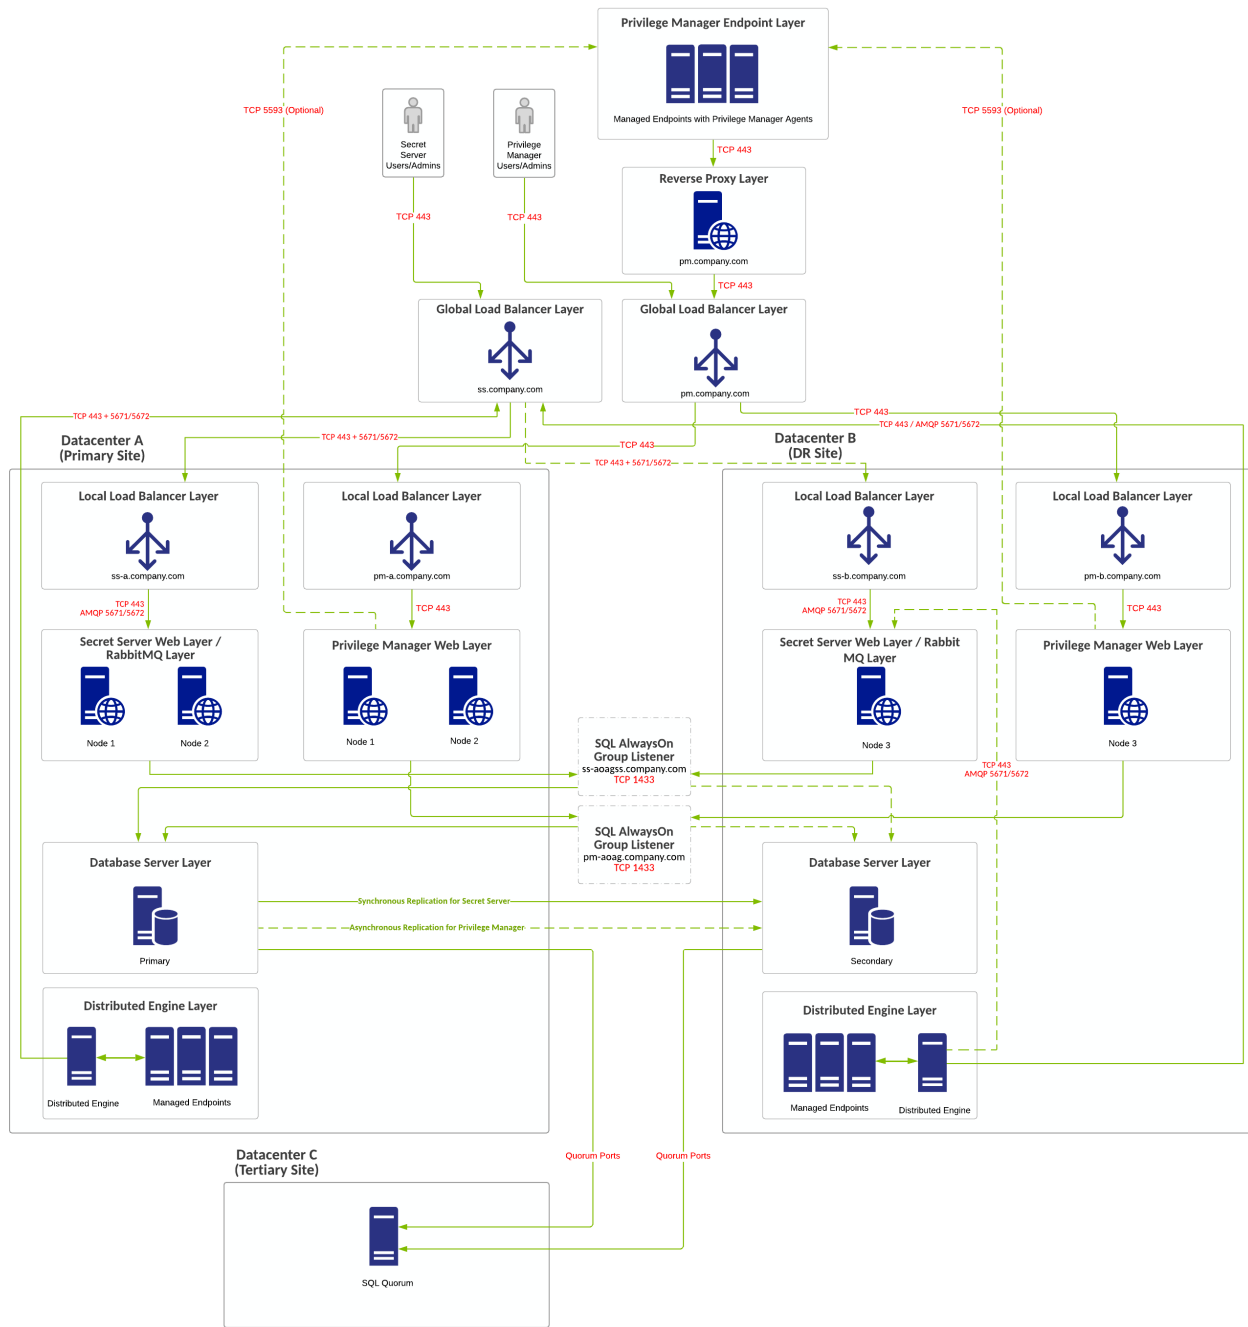 Privilege Manager Endpoint Layer
Managed Endpoints with Privilege Manager Agents
TCP 5593 (Optional)
TCP 5593 (Optional)
Secret
Server
Users/Admins
Privilege
Manager
Users/Admins
TCP 443
Reverse Proxy Layer
pm.company.com
TCP 443
TCP 443
TCP 443
Global Load Balancer Layer
ss.company.com
Global Load Balancer Layer
pm.company.com
TCP 443 + 5671/5672
TCP 443
TCP 443 / AMQP 5671/5672
TCP 443 + 5671/5672
TCP 443
TCP 443 + 5671/5672
Datacenter A
(Primary Site)
Datacenter B
(DR Site)
Local Load Balancer Layer
ss-a.company.com
Local Load Balancer Layer
pm-a.company.com
Local Load Balancer Layer
ss-b.company.com
Local Load Balancer Layer
pm-b.company.com
TCP 443
AMQP 5671/5672
TCP 443
TCP 443
AMQP 5671/5672
TCP 443
Secret Server Web Layer /
RabbitMQ Layer
Node 1
Node 2
Privilege Manager Web Layer
Node 1
Node 2
Secret Server Web Layer / Rabbit
MQ Layer
Node 3
Privilege Manager Web Layer
Node 3
SQL AlwaysOn
Group Listener
ss-aoagss.company.com
TCP 1433
TCP 443
AMQP 5671/5672
SQL AlwaysOn
Group Listener
pm-aoag.company.com
TCP 1433
Database Server Layer
Primary
Database Server Layer
Secondary
Synchronous Replication for Secret Server
Asynchronous Replication for Privilege Manager
Distributed Engine Layer
Distributed Engine
Managed Endpoints
Distributed Engine Layer
Managed Endpoints
Distributed Engine
Quorum Ports
Quorum Ports
Datacenter C
(Tertiary Site)
SQL Quorum